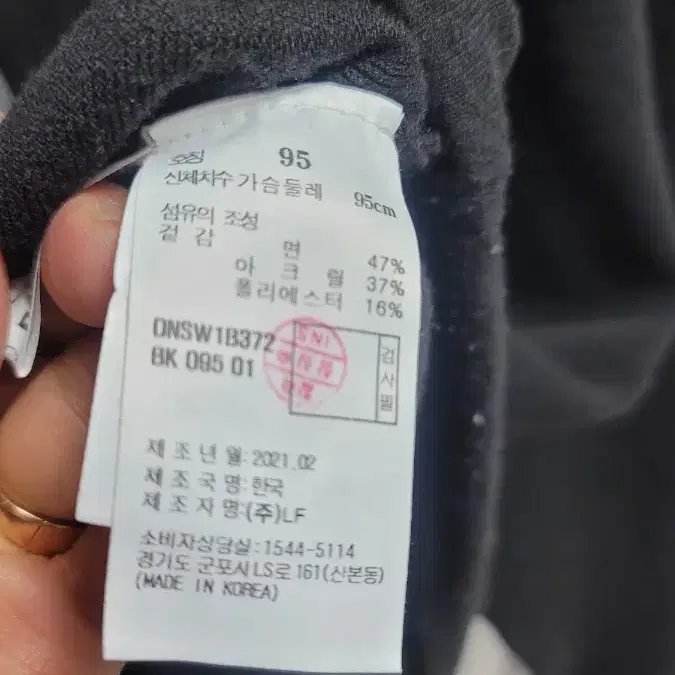 호칭 95
신체치수 가슴둘레 95cm
섬유의 조성
겉 감 면 47%
아 크 릴 37%
폴리에스터 16%
DNSW1B372
BK 095 01
검사필
제 조 년 월:2021.02
제 조 국 명:한국
제 조 자 명:(주)LF
소비자상담실:1544-5114
경기도 군포시 LS로 161(산본동)
(MADE IN KOREA)